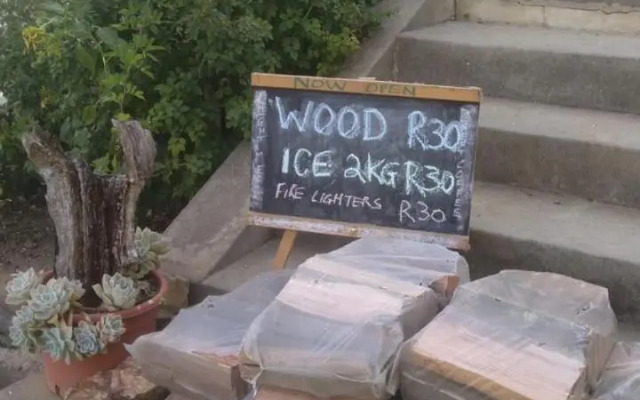 NOW OPEN
WOOD R30
ICE 2KG R30
FIRE LIGHTERS R30